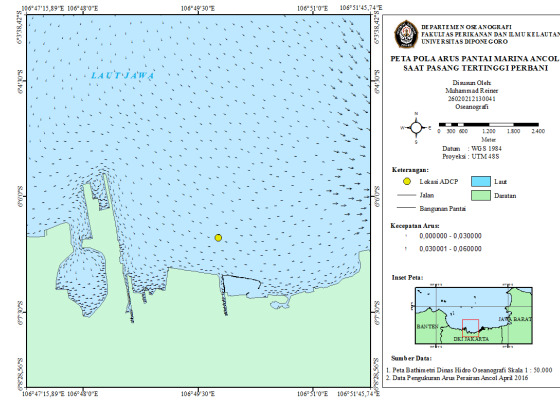 106°47'15,89"E 106°48'0"E 106°49'30"E 106°51'0"E 106°51'45,74"E
LAUT JAWA
106°47'15,89"E 106°48'0"E 106°49'30"E 106°51'0"E 106°51'45,74"E
DEPARTEMEN OSEANOGRAFI
FAKULTAS PERIKANAN DAN ILMU KELAUTAN
UNIVERSITAS DIPONEGORO
PETA POLA ARUS PANTAI MARINA ANCOL
SAAT PASANG TERTINGGI PERBANI
Disusun Oleh:
Muhammad Reiner
26020212130041
Oseanografi
N
W E
S
0 300 600 1.200 1.800 2.400
Meter
Datum : WGS 1984
Proyeksi : UTM 48S
Keterangan:
Lokasi ADCP Laut
Jalan Daratan
Bangunan Pantai
Kecepatan Arus:
0.000000 - 0,030000
0.030001 - 0,060000
Inset Peta:
BANTEN
JAWA BARAT
DKI JAKARTA
Sumber Data:
1. Peta Bathimetri Dinas Hidro Oseanografi Skala 1 : 50.000
2. Data Pengukuran Arus Perairan Ancol April 2016